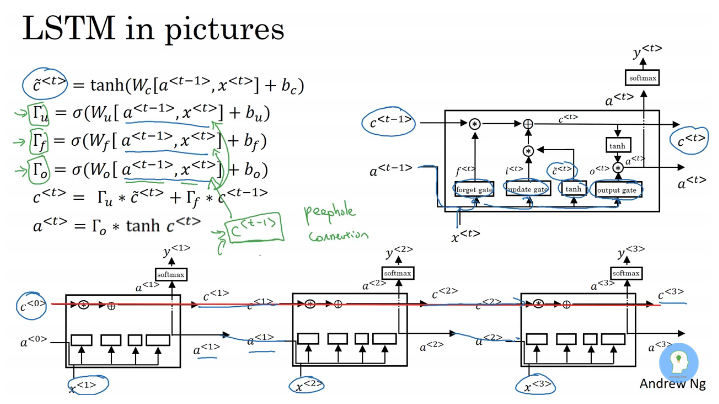 LSTM in pictures
c̃<t> = tanh(Wc[a<t−1>, x<t>] + bc)
Γu = σ(Wu[ a<t−1>, x<t>] + bu)
Γf = σ(Wf[ a<t−1>, x<t>] + bf)
Γo = σ(Wo[ a<t−1>, x<t>] + bo)
c<t> = Γu * c̃<t> + Γf * c<t−1>
a<t> = Γo * tanh c<t>
c<t−1>
peephole
connection
y<t>
softmax
a<t>
c<t−1>
c<t>
c<t>
tanh
a<t−1>
f<t>
i<t>
c̃<t>
o<t>
a<t>
a<t>
forget gate
update gate
tanh
output gate
x<t>
y<1>
softmax
a<1>
c<0>
c<1>
a<0>
a<1>
x<1>
y<2>
softmax
a<2>
c<1>
c<2>
a<1>
a<2>
x<2>
y<3>
softmax
a<3>
c<2>
c<3>
a<2>
a<3>
x<3>
Andrew Ng